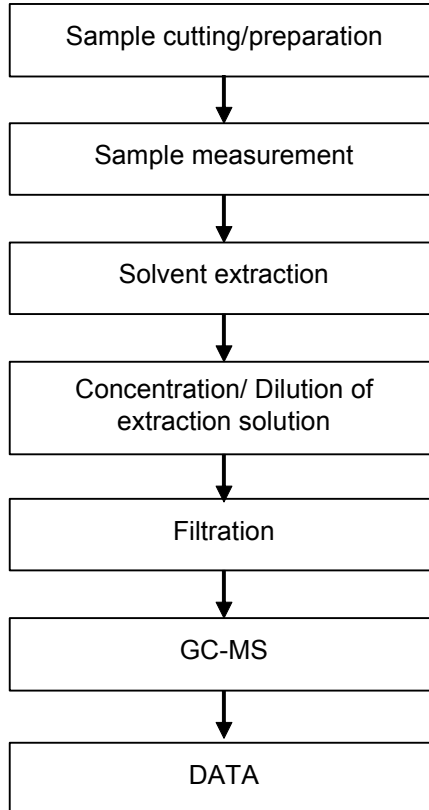 Sample cutting/preparation
Sample measurement
Solvent extraction
Concentration/ Dilution of
extraction solution
Filtration
GC-MS
DATA